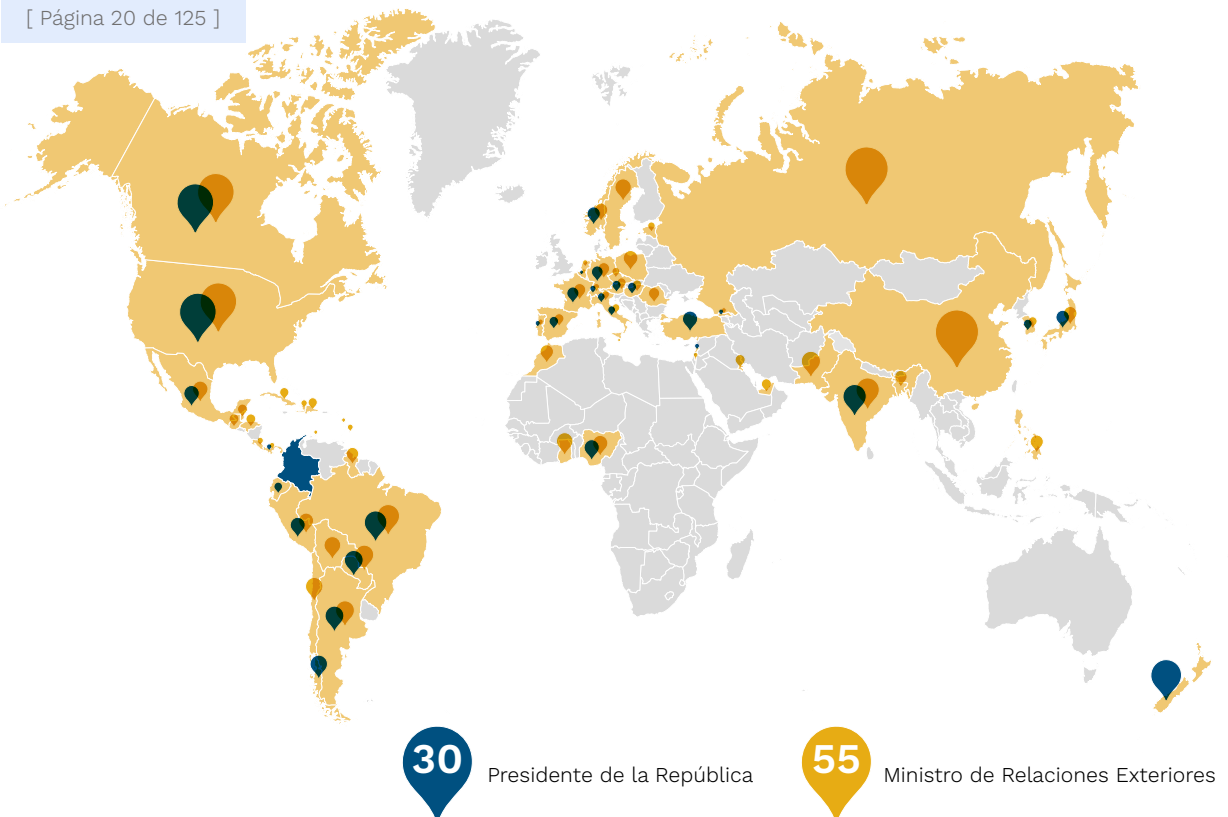 [ Página 20 de 125 ]
30 Presidente de la República
55 Ministro de Relaciones Exteriores